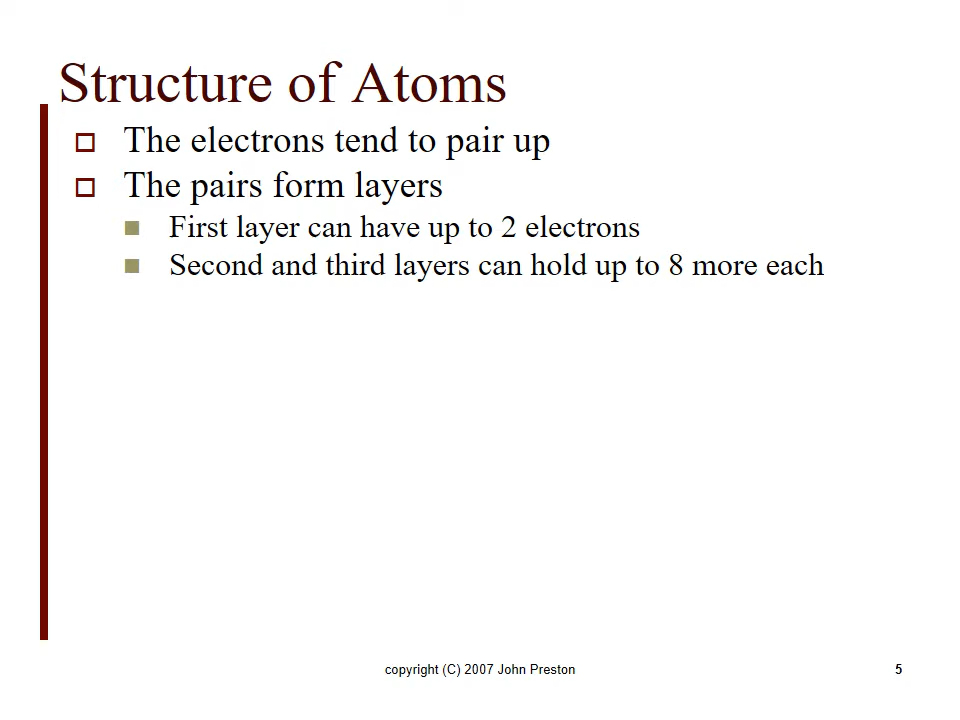 Structure of Atoms
The electrons tend to pair up
The pairs form layers
First layer can have up to 2 electrons
Second and third layers can hold up to 8 more each
copyright (C) 2007 John Preston
5